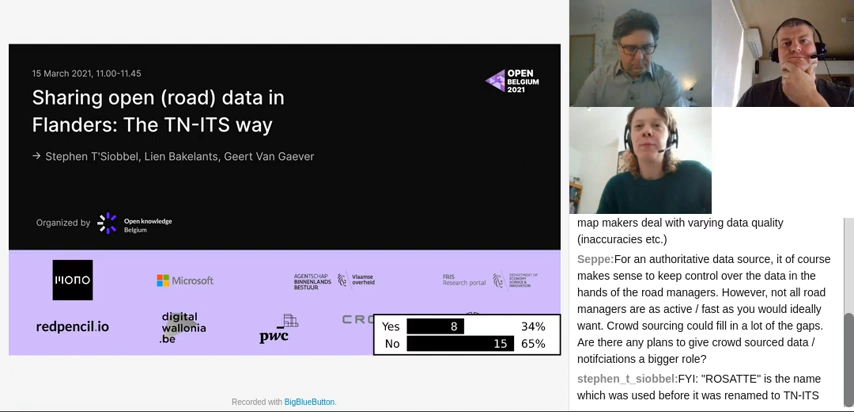 15 March 2021, 11.00-11.45
Sharing open (road) data in
Flanders: The TN-ITS way
→ Stephen T'Siobbel, Lien Bakelants, Geert Van Gaever
OPEN
BELGIUM
2021
Organized by
Open knowledge
Belgium
MONO
Microsoft
AGENTSCHAP
BINNENLANDS
BESTUUR
Vlaamse
overheid
FRIS
Research portal
DEPARTMENT OF
ECONOMY
SCIENCE &
INNOVATION
redpencil.io
digital
wallonia
.be
pwc
CRO
Yes 8 34%
No 15 65%
Recorded with BigBlueButton.
map makers deal with varying data quality
(inaccuracies etc.)
Seppe:For an authoritative data source, it of course
makes sense to keep control over the data in the
hands of the road managers. However, not all road
managers are as active / fast as you would ideally
want. Crowd sourcing could fill in a lot of the gaps.
Are there any plans to give crowd sourced data /
notifciations a bigger role?
stephen_t_siobbel:FYI: "ROSATTE" is the name
which was used before it was renamed to TN-ITS